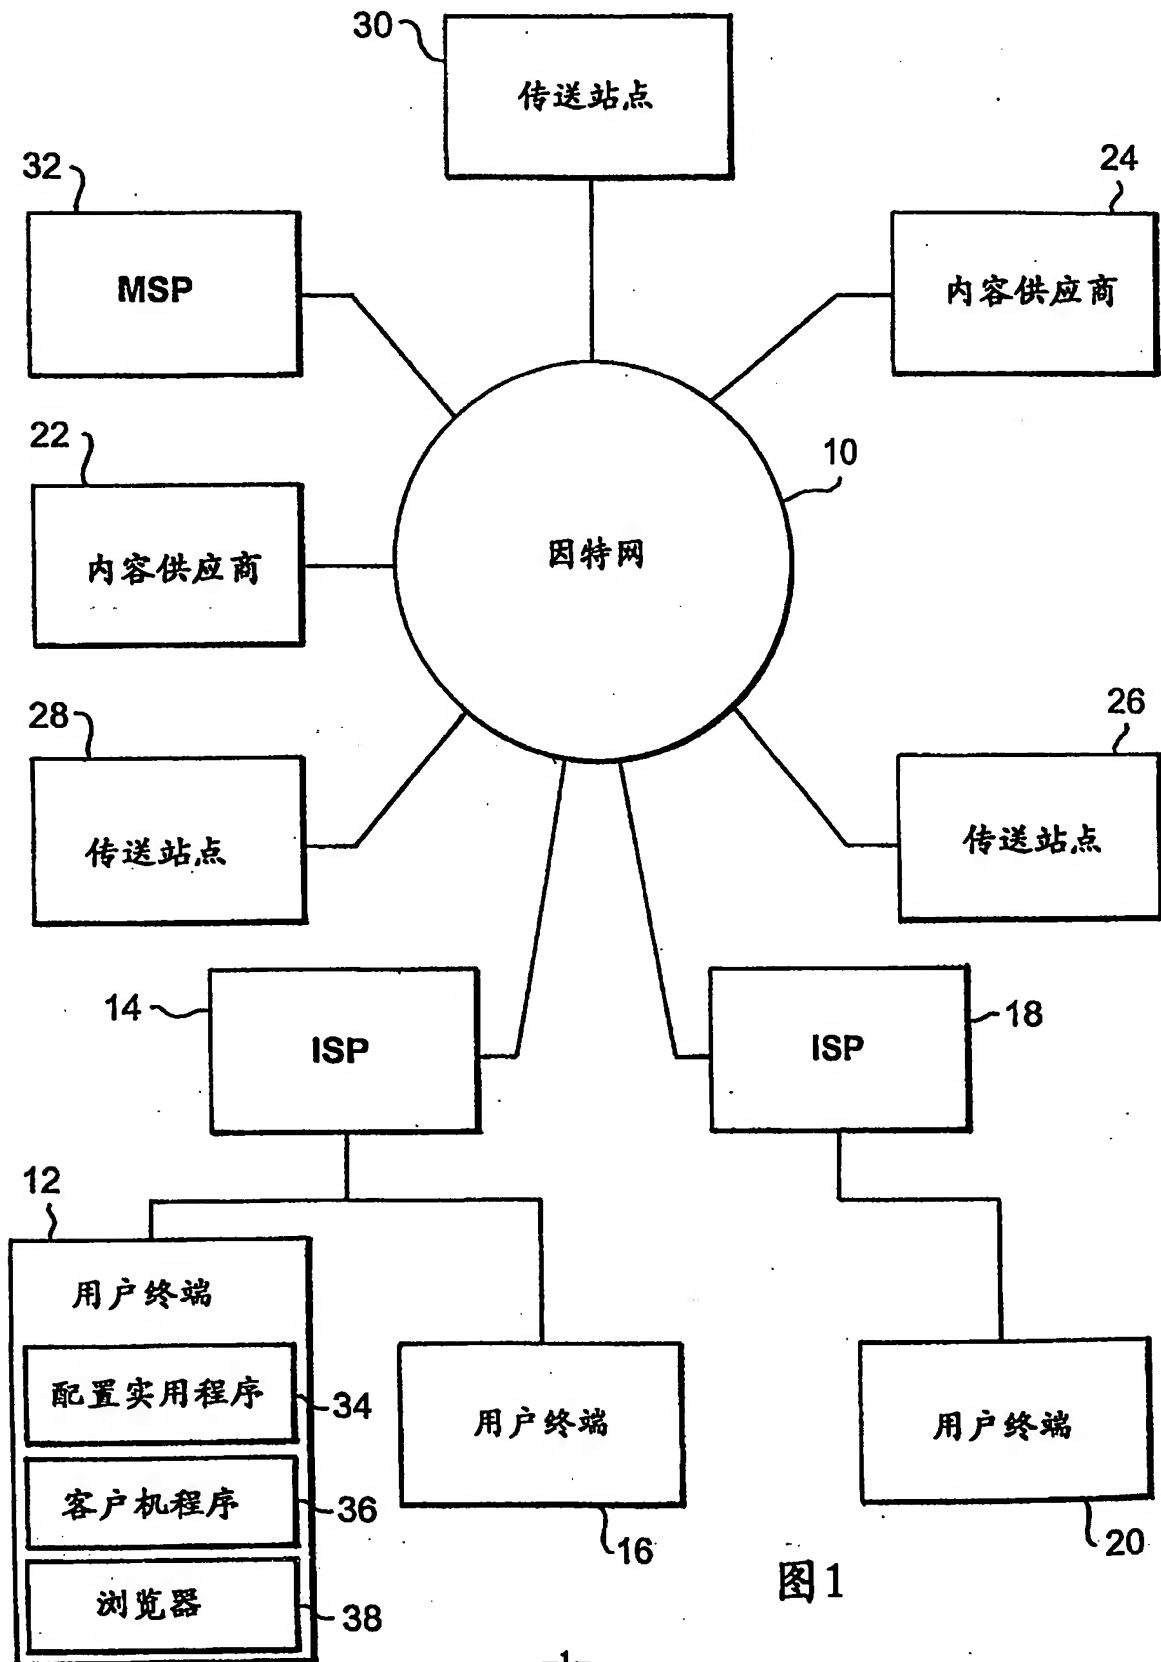 30
传送站点
32
MSP
24
内容供应商
22
内容供应商
10
因特网
28
传送站点
26
传送站点
14
ISP
18
ISP
12
用户终端
配置实用程序
34
客户机程序
36
浏览器
38
用户终端
16
用户终端
20
图1
-1-